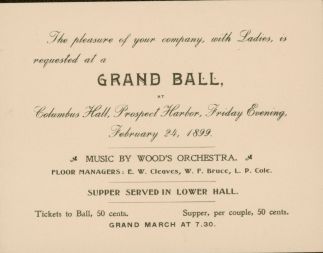 The pleasure of your company, with Ladies, is
requested at a
GRAND BALL,
AT
Columbus Hall, Prospect Harbor, Friday Evening,
February 24, 1899.
MUSIC BY WOOD'S ORCHESTRA.
FLOOR MANAGERS: E. W. Cleaves, W. F. Bruce, L. P. Cole.
SUPPER SERVED IN LOWER HALL.
Tickets to Ball, 50 cents. Supper, per couple, 50 cents.
GRAND MARCH AT 7.30.